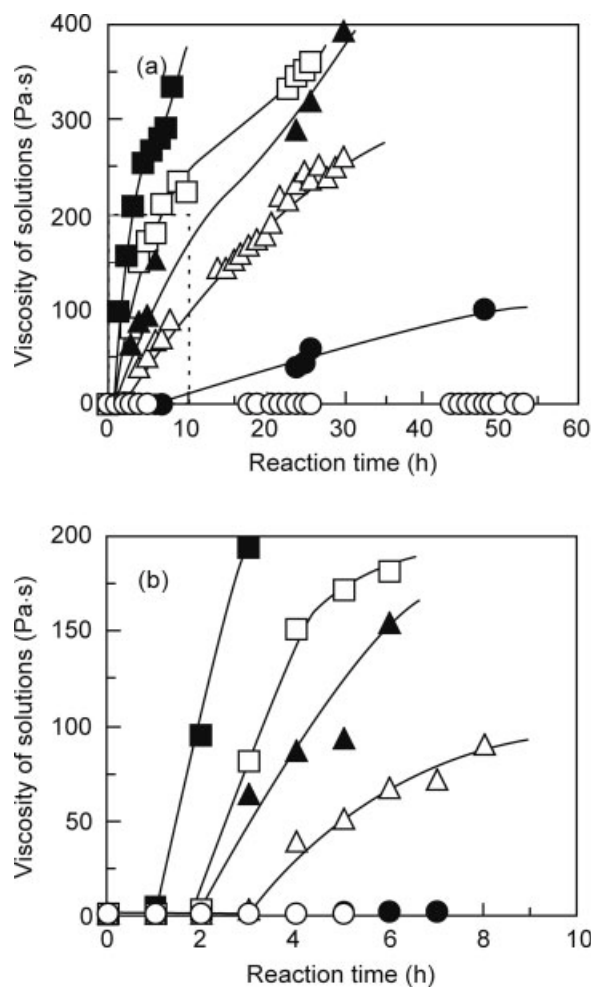 400
(a)
300
200
100
0
Viscosity of solutions (Pa·s)
0 10 20 30 40 50 60
Reaction time (h)
200
(b)
150
100
50
0
Viscosity of solutions (Pa·s)
0 2 4 6 8 10
Reaction time (h)